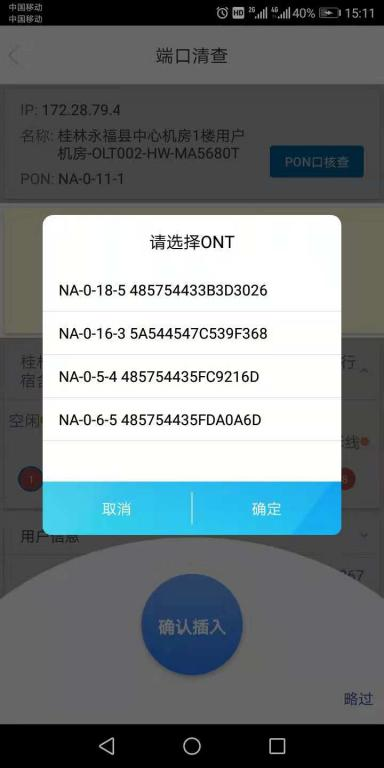 中国移动
中国移动
HD 2G 4G 40% 15:11
端口清查
IP: 172.28.79.4
名称: 桂林永福县中心机房1楼用户
机房-OLT002-HW-MA5680T
PON口核查
PON: NA-0-11-1
请选择ONT
NA-0-18-5 485754433B3D3026
NA-0-16-3 5A544547C539F368
NA-0-5-4 485754435FC9216D
NA-0-6-5 485754435FDA0A6D
桂 行
宿舍
空闲
线
1 8
取消 确定
用户信息
367
确认插入
略过